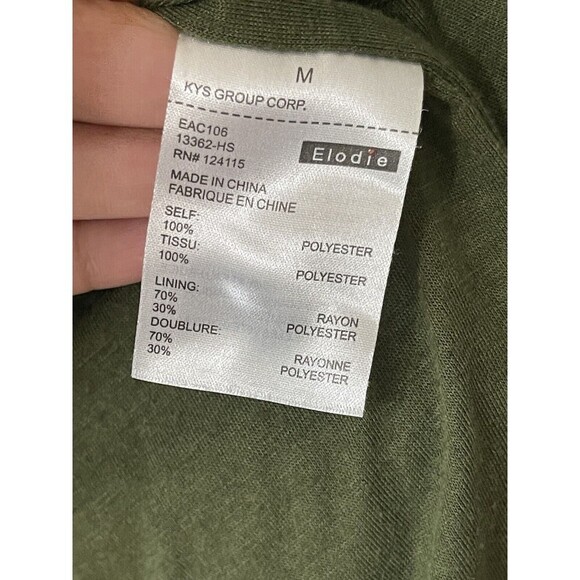 M
KYS GROUP CORP.
EAC106
13362-HS
RN# 124115
Elodie
MADE IN CHINA
FABRIQUE EN CHINE
SELF:
100% POLYESTER
TISSU:
100% POLYESTER
LINING:
70% RAYON
30% POLYESTER
DOUBLURE:
70% RAYONNE
30% POLYESTER